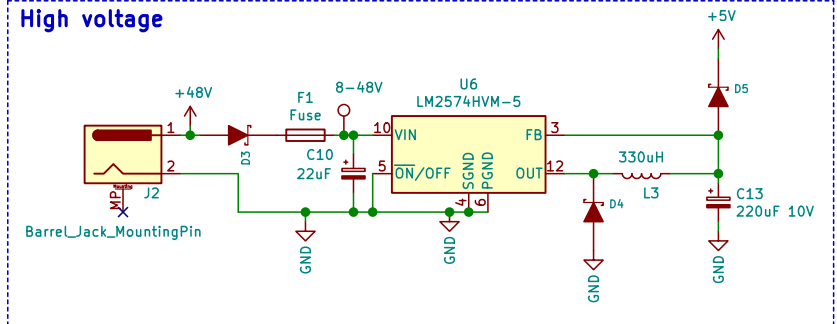 High voltage
+5V
+48V
8-48V
U6
LM2574HVM-5
D5
F1
Fuse
1
10
VIN
FB
3
D3
C10
22uF
2
5
ON/OFF
SGND
PGND
OUT
12
330uH
L3
Mounting
J2
MP
4
6
D4
C13
220uF 10V
Barrel_Jack_MountingPin
GND
GND
GND
GND